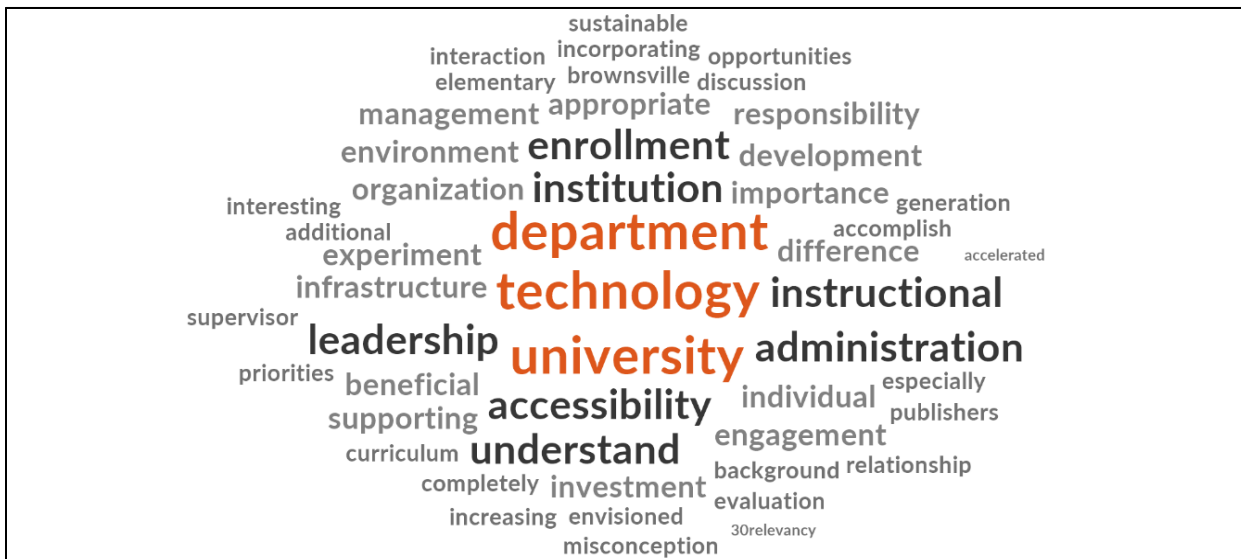 sustainable
interaction incorporating opportunities
elementary brownsville discussion
management appropriate responsibility
environment enrollment development
organization institution importance
interesting generation
additional department accomplish
experiment difference accelerated
infrastructure technology instructional
supervisor
leadership university administration
priorities beneficial individual especially
supporting accessibility publishers
curriculum understand engagement
background relationship
completely investment evaluation
increasing envisioned 30relevancy
misconception